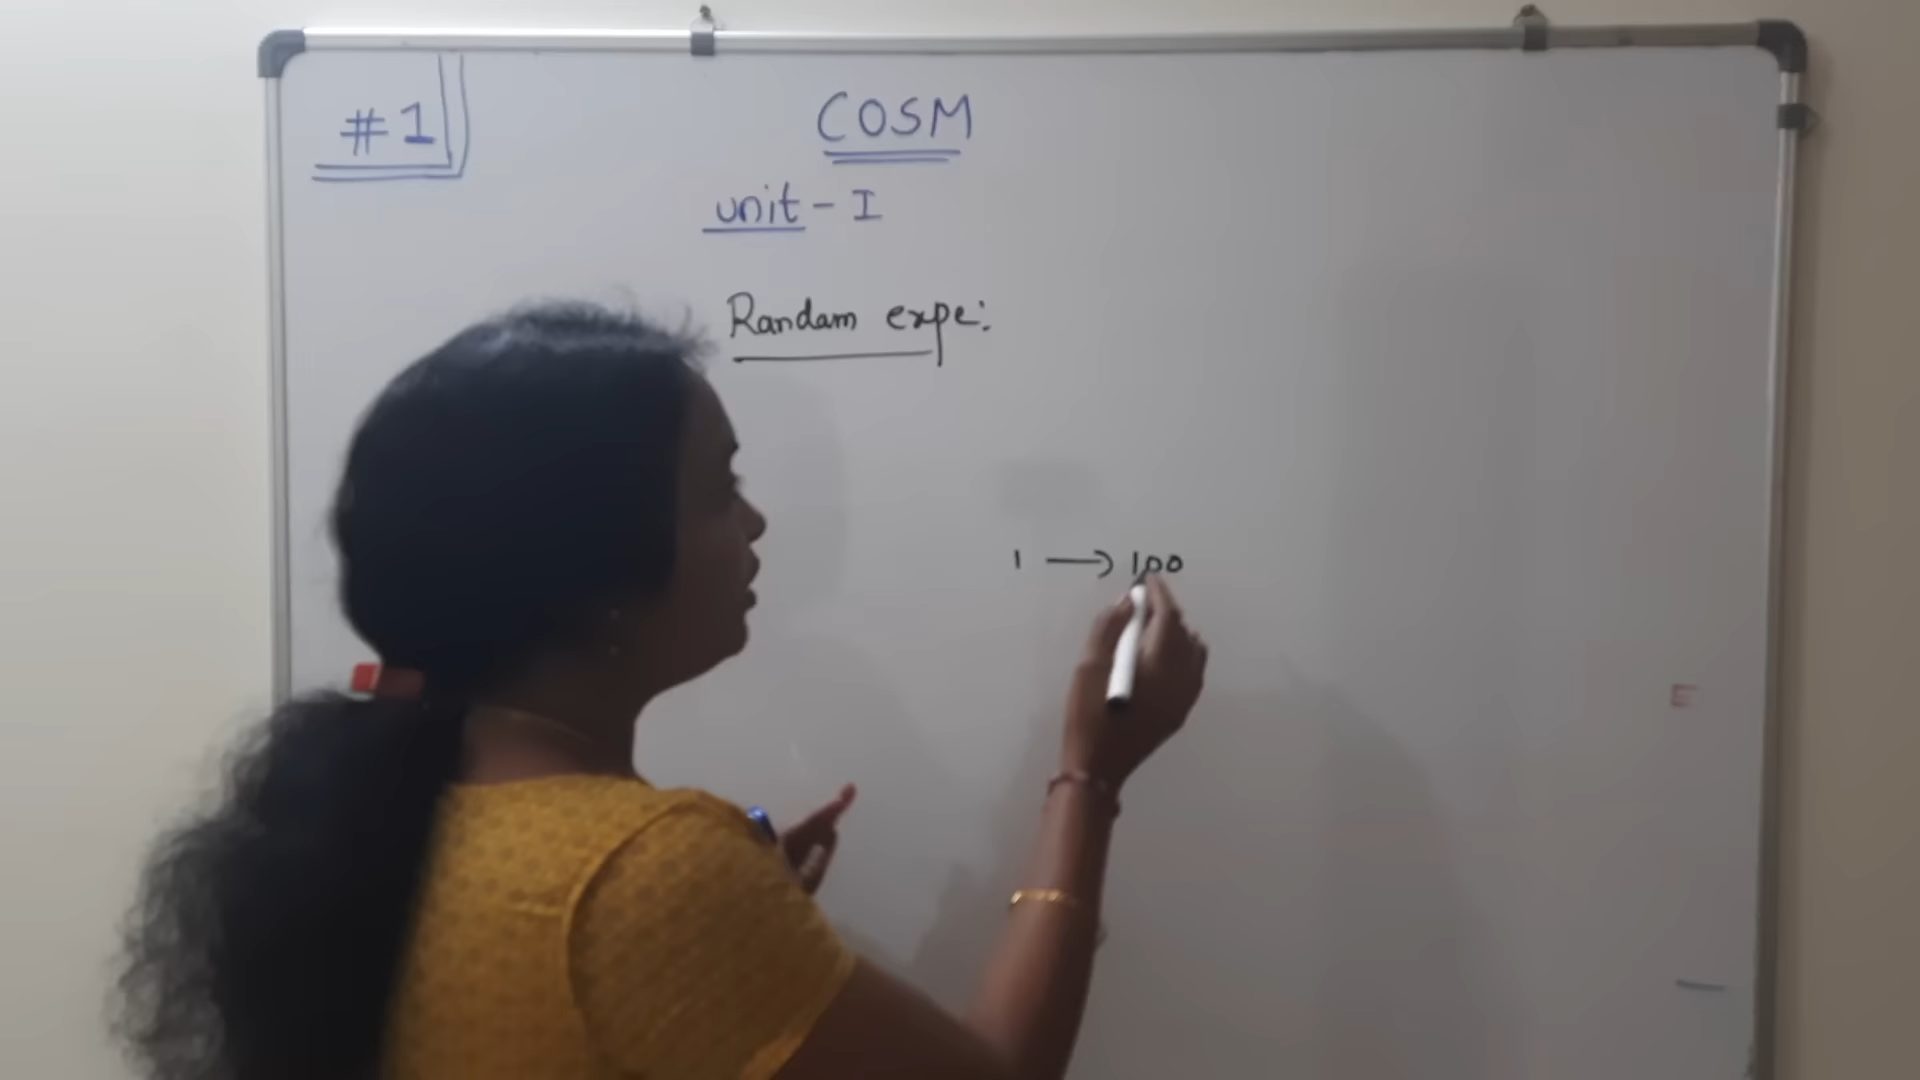 #1
COSM
unit - I
Randam expe:
1 → 100
E